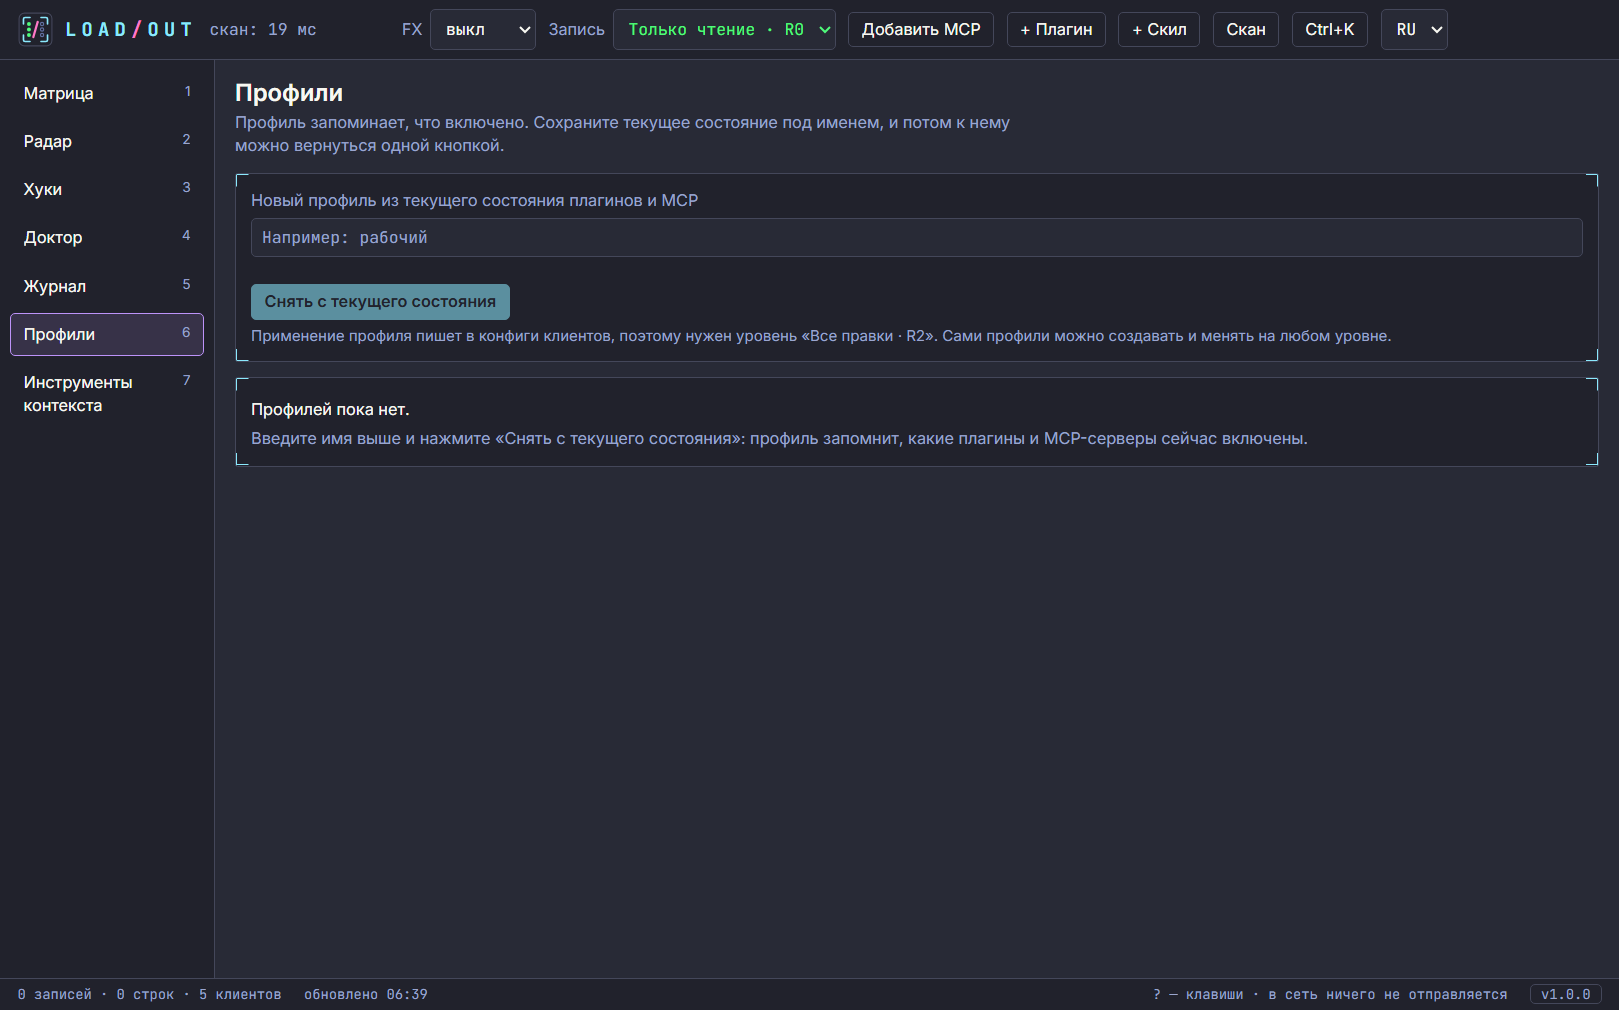 LOAD/OUT скан: 19 мс FX выкл Запись Только чтение · R0 Добавить MCP + Плагин + Скил Скан Ctrl+K RU
Матрица 1
Радар 2
Хуки 3
Доктор 4
Журнал 5
Профили 6
Инструменты 7
контекста
Профили
Профиль запоминает, что включено. Сохраните текущее состояние под именем, и потом к нему
можно вернуться одной кнопкой.
Новый профиль из текущего состояния плагинов и MCP
Например: рабочий
Снять с текущего состояния
Применение профиля пишет в конфиги клиентов, поэтому нужен уровень «Все правки · R2». Сами профили можно создавать и менять на любом уровне.
Профилей пока нет.
Введите имя выше и нажмите «Снять с текущего состояния»: профиль запомнит, какие плагины и MCP-серверы сейчас включены.
0 записей · 0 строк · 5 клиентов обновлено 06:39 ? — клавиши · в сеть ничего не отправляется v1.0.0